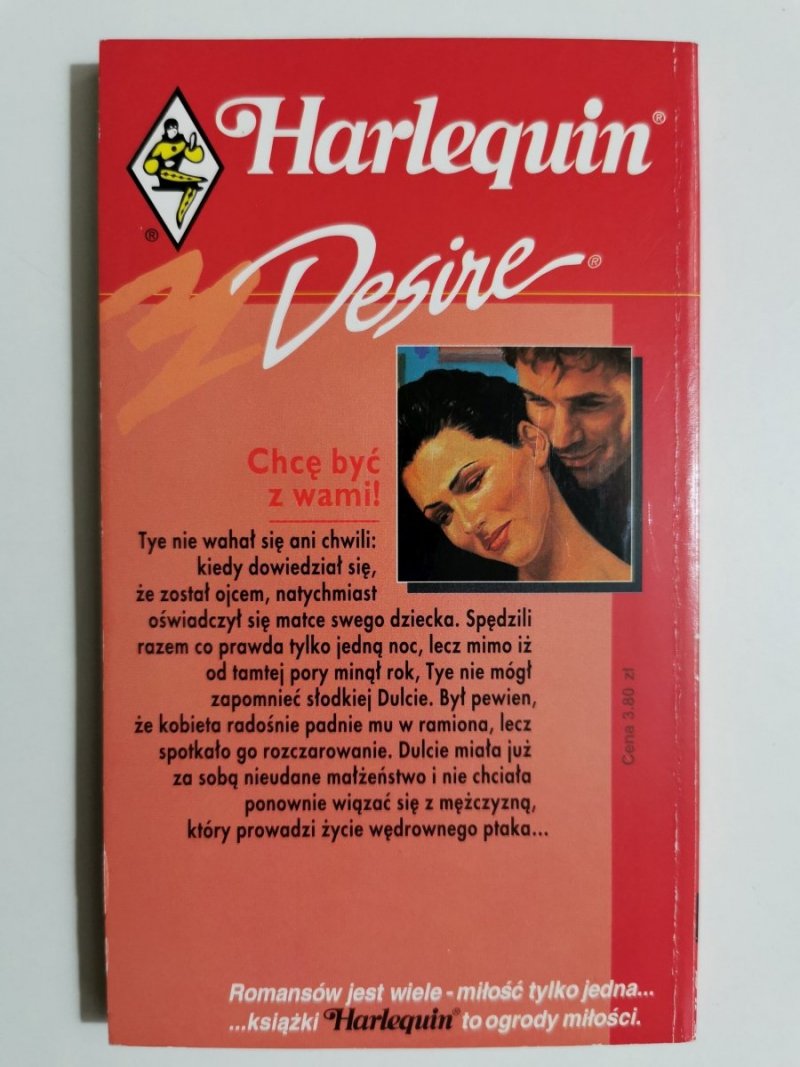 Harlequin®
®
Desire®
Chcę być
z wami!
Tye nie wahał się ani chwili:
kiedy dowiedział się,
że został ojcem, natychmiast
oświadczył się matce swego dziecka. Spędzili
razem co prawda tylko jedną noc, lecz mimo iż
od tamtej pory minął rok, Tye nie mógł
zapomnieć słodkiej Dulcie. Był pewien,
że kobieta radośnie padnie mu w ramiona, lecz
spotkało go rozczarowanie. Dulcie miała już
za sobą nieudane małżeństwo i nie chciała
ponownie wiązać się z mężczyzną,
który prowadzi życie wędrownego ptaka...
Cena 3.80 zł
Romansów jest wiele - miłość tylko jedna...
...książki Harlequin® to ogrody miłości.